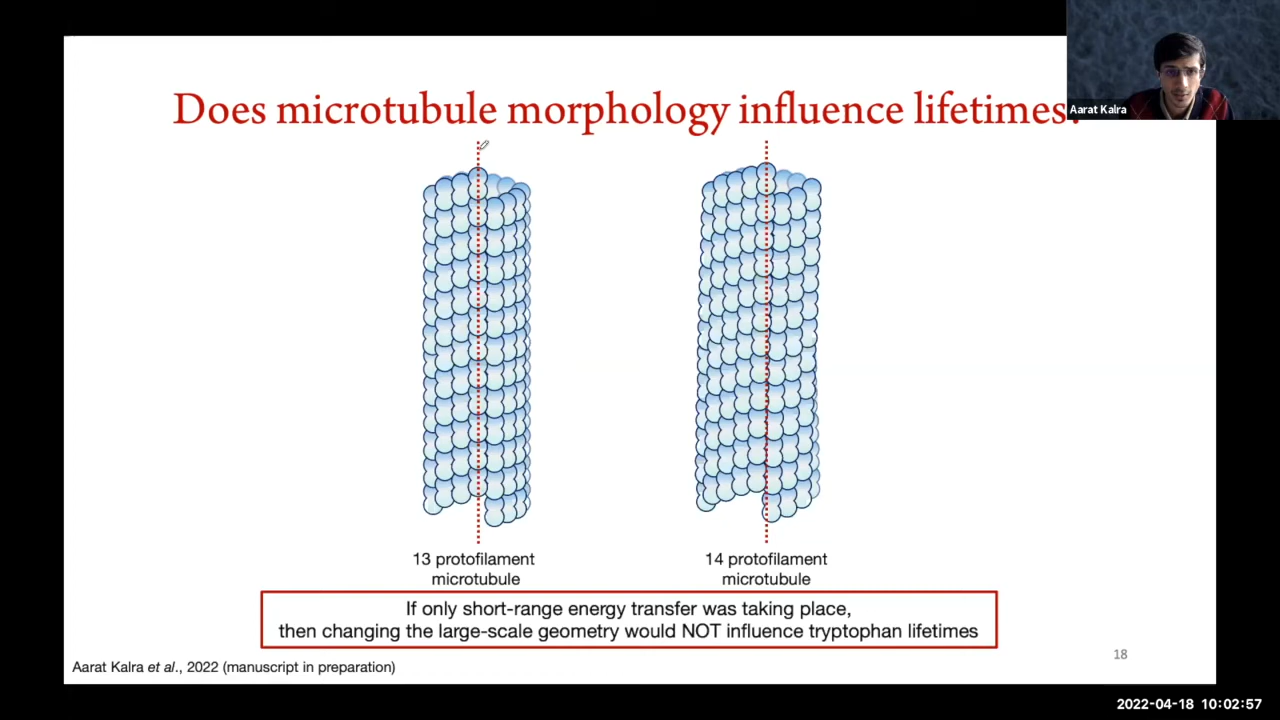 Does microtubule morphology influence lifetimes?
Aarat Kalra
13 protofilament
microtubule
14 protofilament
microtubule
If only short-range energy transfer was taking place,
then changing the large-scale geometry would NOT influence tryptophan lifetimes
18
Aarat Kalra et al., 2022 (manuscript in preparation)
2022-04-18 10:02:57